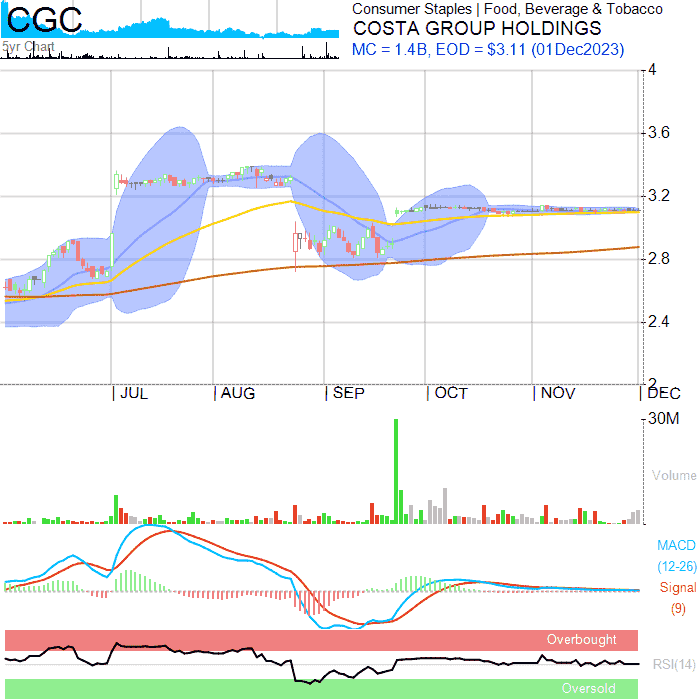 CGC
5yr Chart
Consumer Staples | Food, Beverage & Tobacco
COSTA GROUP HOLDINGS
MC = 1.4B, EOD = $3.11 (01Dec2023)
4
3.6
3.2
2.8
2.4
2
JUL AUG SEP OCT NOV DEC
30M
Volume
MACD
(12-26)
Signal
(9)
Overbought
RSI(14)
Oversold